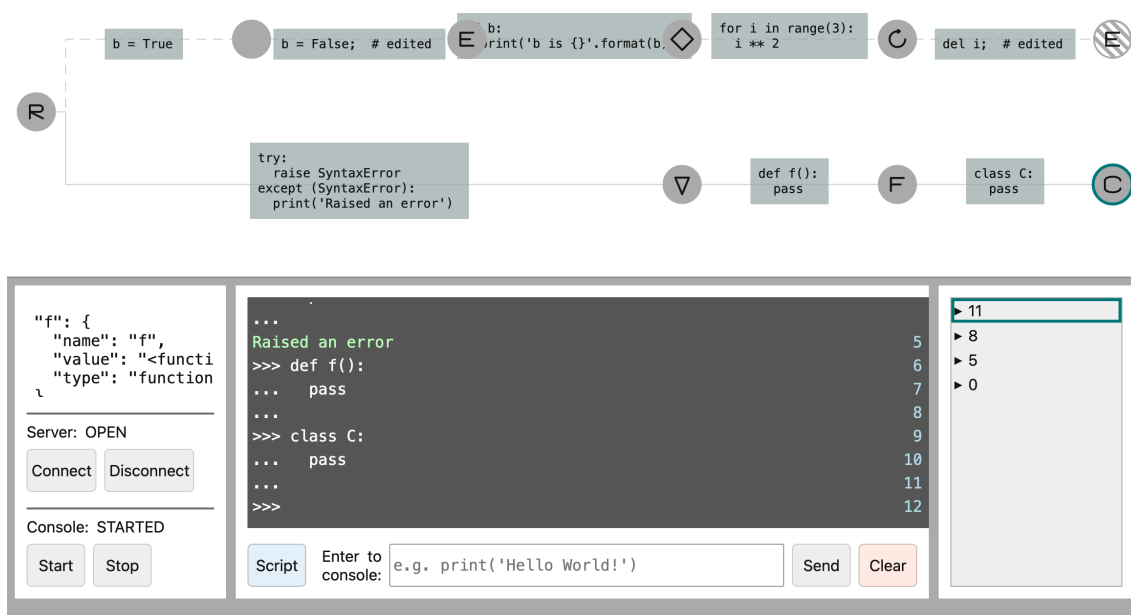 b = True
b = False;  # edited
E
b:
print('b is {}'.format(b
for i in range(3):
  i ** 2
del i;  # edited
E
R
try:
  raise SyntaxError
except (SyntaxError):
  print('Raised an error')
def f():
  pass
F
class C:
  pass
C
"f": {
  "name": "f",
  "value": "<functi
  "type": "function
Server: OPEN
Connect
Disconnect
Console: STARTED
Start
Stop
...
Raised an error 5
>>> def f(): 6
...   pass 7
... 8
>>> class C: 9
...   pass 10
... 11
>>> 12
Script
Enter to
console:
e.g. print('Hello World!')
Send
Clear
▸ 11
▸ 8
▸ 5
▸ 0